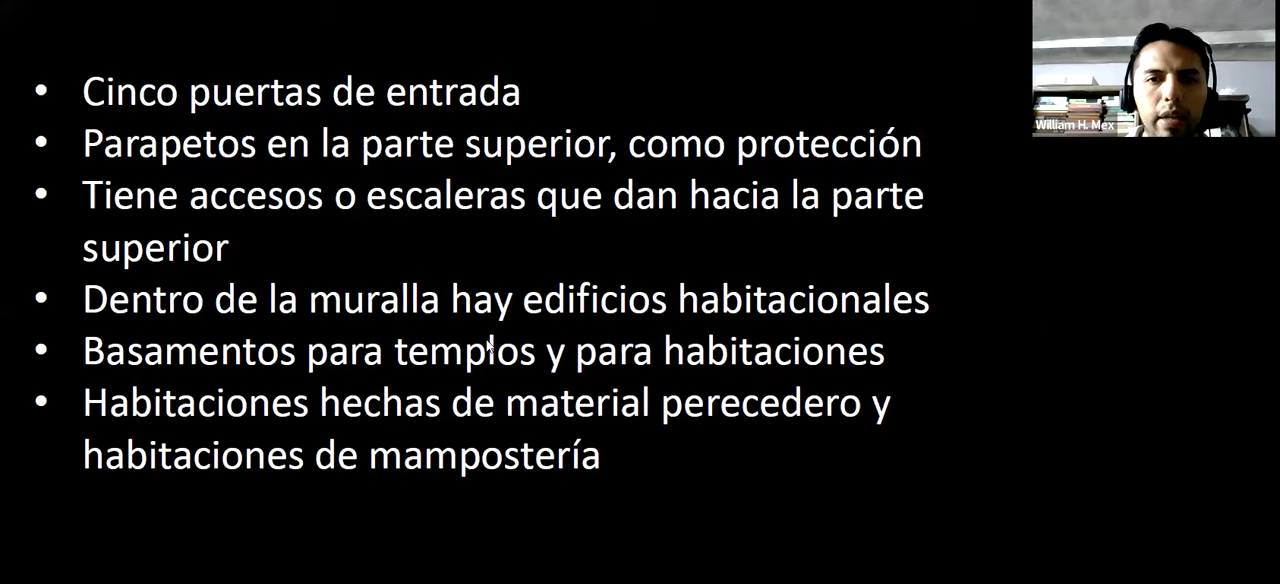 • Cinco puertas de entrada
• Parapetos en la parte superior, como protección
• Tiene accesos o escaleras que dan hacia la parte
superior
• Dentro de la muralla hay edificios habitacionales
• Basamentos para templos y para habitaciones
• Habitaciones hechas de material perecedero y
habitaciones de mampostería
William H. Mex